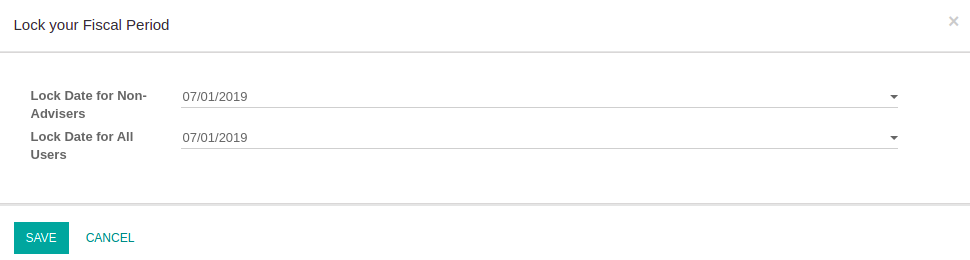 Lock your Fiscal Period
×
Lock Date for Non-
Advisers
07/01/2019
Lock Date for All
Users
07/01/2019
SAVE
CANCEL